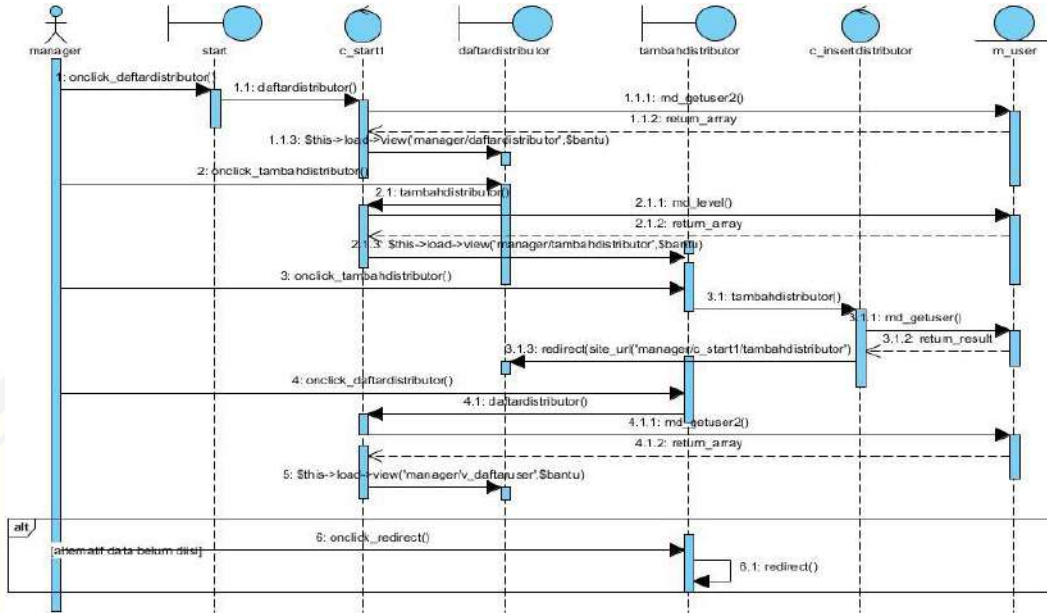 manager
start
c_start1
daftardistributor
tambahdistributor
c_insertdistributor
m_user
1: onclick_daftardistributor()
1.1: daftardistributor()
1.1.1: md_getuser2()
1.1.2: return_array
1.1.3: $this->load->view("manager/daftardistributor",$bantu)
2: onclick_tambahdistributor()
2.1: tambahdistributor()
2.1.1: md_level()
2.1.2: return_array
2.1.3: $this->load->view("manager/tambahdistributor",$bantu)
3: onclick_tambahdistributor()
3.1: tambahdistributor()
3.1.1: md_getuser()
3.1.2: return_result
3.1.3: redirect(site_url("manager/c_start1/tambahdistributor")
4: onclick_daftardistributor()
4.1: daftardistributor()
4.1.1: md_getuser2()
4.1.2: return_array
5: $this->load->view("manager/v_daftaruser",$bantu)
alt
6: onclick_redirect()
[alternatif data belum diisi]
6.1: redirect()